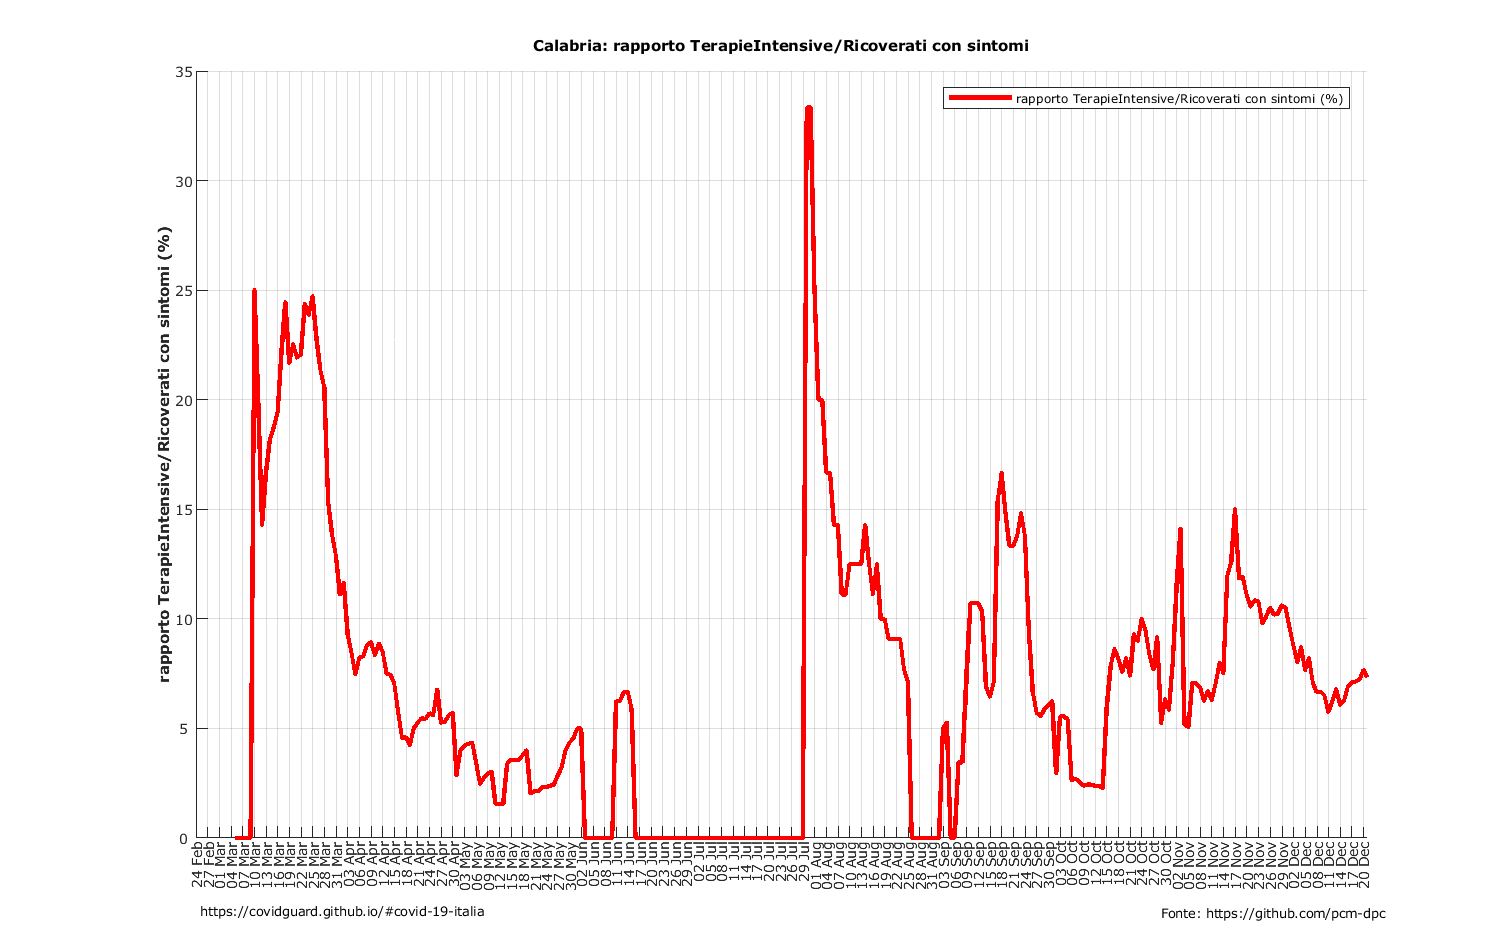 Calabria: rapporto TerapieIntensive/Ricoverati con sintomi
rapporto TerapieIntensive/Ricoverati con sintomi (%)
rapporto TerapieIntensive/Ricoverati con sintomi (%)
35
30
25
20
15
10
5
0
24 Feb
27 Feb
01 Mar
04 Mar
07 Mar
10 Mar
13 Mar
16 Mar
19 Mar
22 Mar
25 Mar
28 Mar
31 Mar
03 Apr
06 Apr
09 Apr
12 Apr
15 Apr
18 Apr
21 Apr
24 Apr
27 Apr
30 Apr
03 May
06 May
09 May
12 May
15 May
18 May
21 May
24 May
27 May
30 May
02 Jun
05 Jun
08 Jun
11 Jun
14 Jun
17 Jun
20 Jun
23 Jun
26 Jun
29 Jun
02 Jul
05 Jul
08 Jul
11 Jul
14 Jul
17 Jul
20 Jul
23 Jul
26 Jul
29 Jul
01 Aug
04 Aug
07 Aug
10 Aug
13 Aug
16 Aug
19 Aug
22 Aug
25 Aug
28 Aug
31 Aug
03 Sep
06 Sep
09 Sep
12 Sep
15 Sep
18 Sep
21 Sep
24 Sep
27 Sep
30 Sep
03 Oct
06 Oct
09 Oct
12 Oct
15 Oct
18 Oct
21 Oct
24 Oct
27 Oct
30 Oct
02 Nov
05 Nov
08 Nov
11 Nov
14 Nov
17 Nov
20 Nov
23 Nov
26 Nov
29 Nov
02 Dec
05 Dec
08 Dec
11 Dec
14 Dec
17 Dec
20 Dec
https://covidguard.github.io/#covid-19-italia
Fonte: https://github.com/pcm-dpc